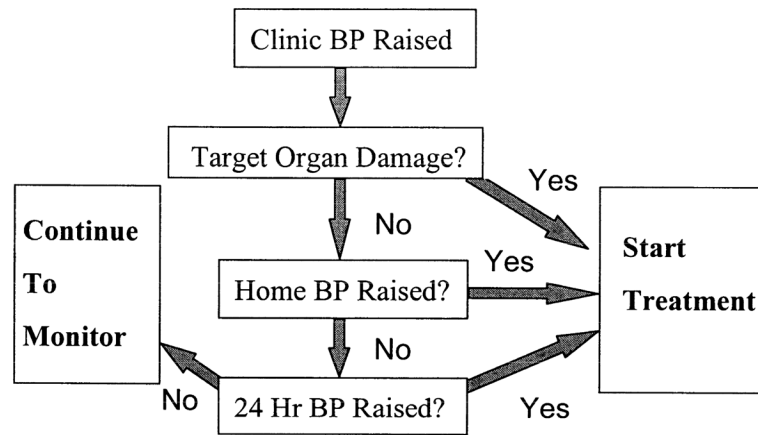 Clinic BP Raised
Target Organ Damage?
Yes
No
Continue
To
Monitor
Start
Treatment
Home BP Raised?
Yes
No
24 Hr BP Raised?
No
Yes